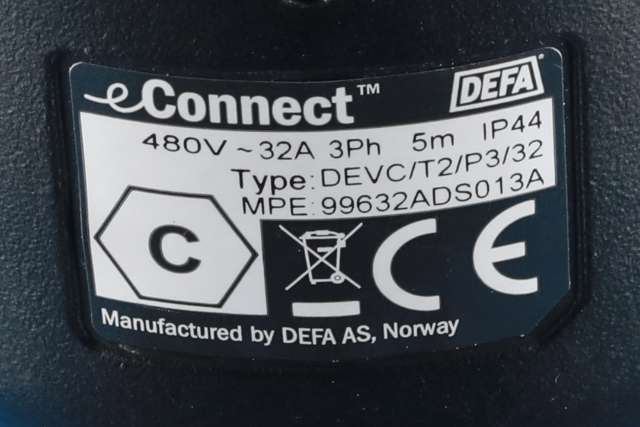 eConnect™
DEFA
480V ~ 32A 3Ph 5m IP44
Type: DEVC/T2/P3/32
MPE: 99632ADS013A
C
CE
Manufactured by DEFA AS, Norway